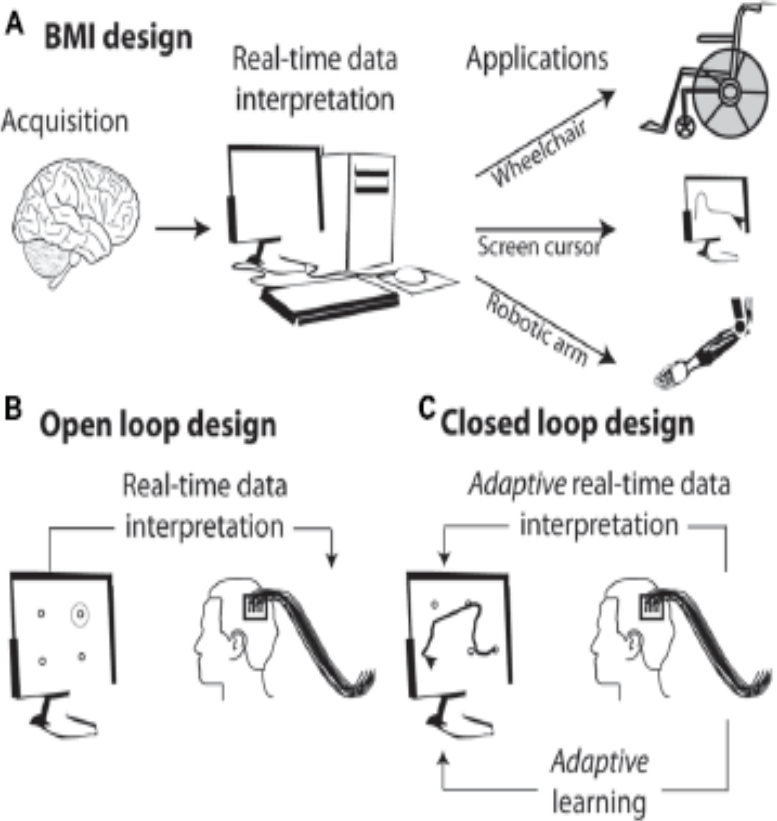 A BMI design
Acquisition
Real-time data
interpretation
Applications
Wheelchair
Screen cursor
Robotic arm
B Open loop design
Real-time data
interpretation
C Closed loop design
Adaptive real-time data
interpretation
Adaptive
learning